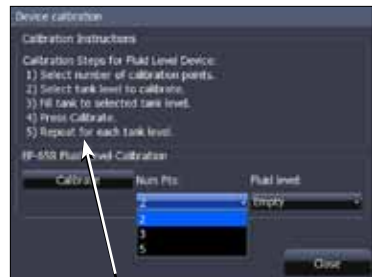 Device calibration
Calibration Instructions
Calibration Steps for Fluid Level Device:
1) Select number of calibration points.
2) Select tank level to calibrate.
3) Fill tank to selected tank level.
4) Press Calibrate.
5) Repeat for each tank level.
Fluid Level Calibration
Calibrate Num Pts: Fluid level:
2 Empty
2
3
5
Close